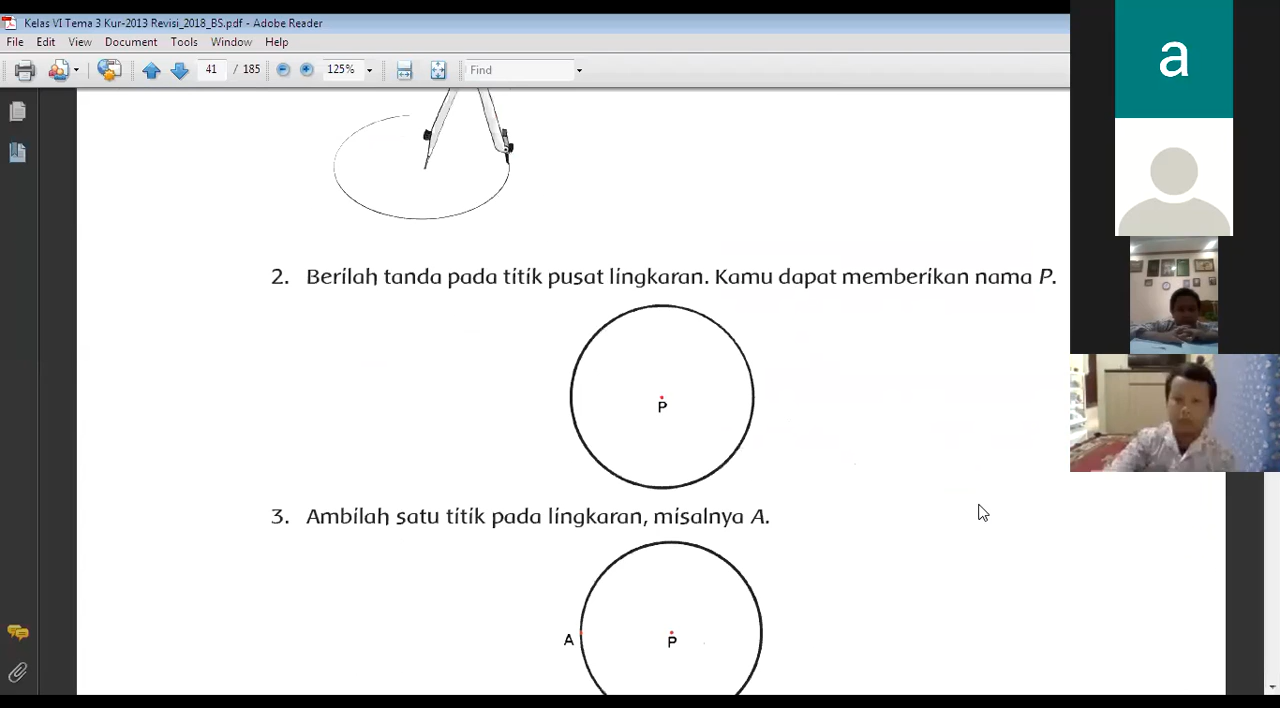 Kelas VI Tema 3 Kur-2013 Revisi_2018_BS.pdf - Adobe Reader
File Edit View Document Tools Window Help
41 / 185 125% Find
a
2. Berilah tanda pada titik pusat lingkaran. Kamu dapat memberikan nama P.
P
3. Ambilah satu titik pada lingkaran, misalnya A.
A P